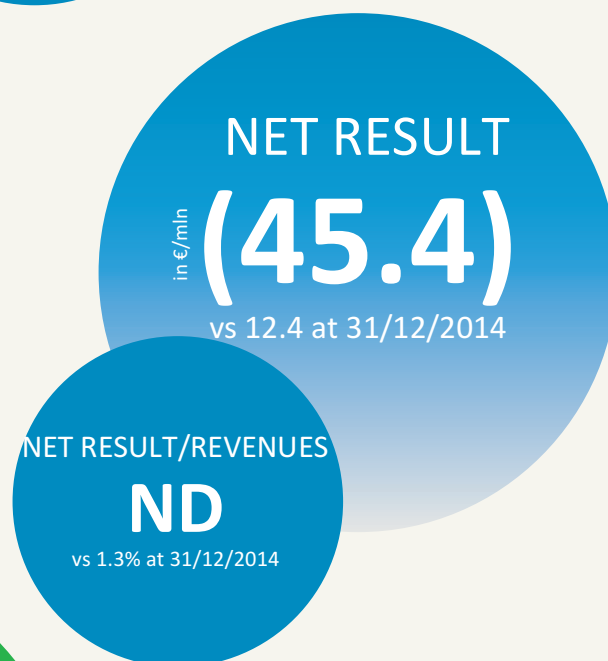 NET RESULT
in €/mln
(45.4)
vs 12.4 at 31/12/2014
NET RESULT/REVENUES
ND
vs 1.3% at 31/12/2014